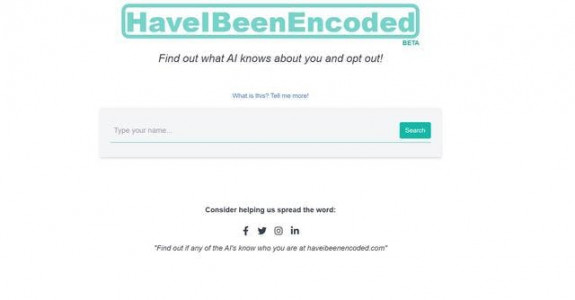 HaveIBeenEncoded
BETA
Find out what AI knows about you and opt out!
What is this? Tell me more!
Type your name...
Search
Consider helping us spread the word:
"Find out if any of the AI's know who you are at haveibeenencoded.com"